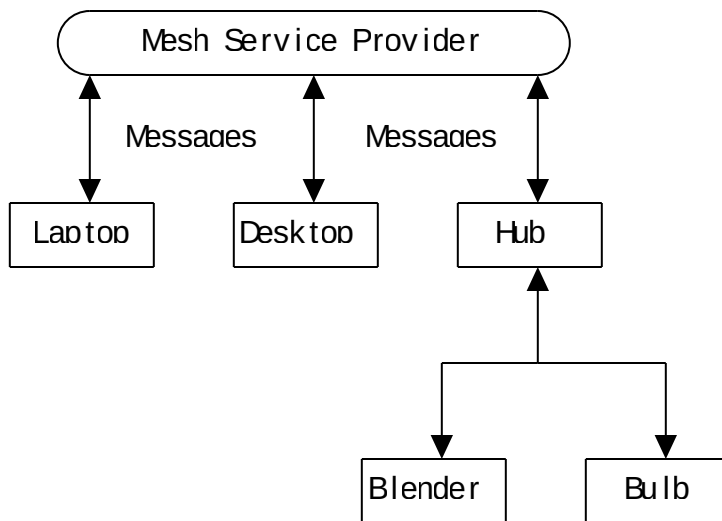 Mesh Service Provider
Messages Messages
Laptop Desktop Hub
Blender Bulb